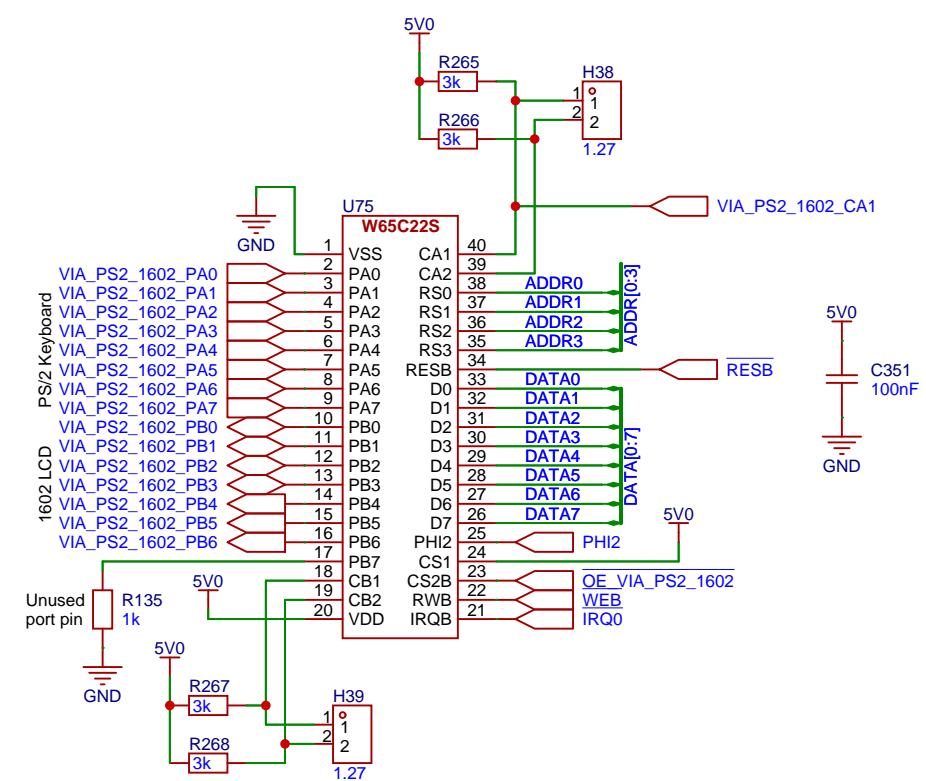 5V0
R265
3k
H38
1
1
2
2
R266
3k
1.27
VIA_PS2_1602_CA1
GND
U75
W65C22S
1 VSS CA1 40
VIA_PS2_1602_PA0 2 PA0 CA2 39
VIA_PS2_1602_PA1 3 PA1 RS0 38 ADDR0
VIA_PS2_1602_PA2 4 PA2 RS1 37 ADDR1
VIA_PS2_1602_PA3 5 PA3 RS2 36 ADDR2
VIA_PS2_1602_PA4 6 PA4 RS3 35 ADDR3
VIA_PS2_1602_PA5 7 PA5 RESB 34 RESB
VIA_PS2_1602_PA6 8 PA6 D0 33 DATA0
VIA_PS2_1602_PA7 9 PA7 D1 32 DATA1
VIA_PS2_1602_PB0 10 PB0 D2 31 DATA2
VIA_PS2_1602_PB1 11 PB1 D3 30 DATA3
VIA_PS2_1602_PB2 12 PB2 D4 29 DATA4
VIA_PS2_1602_PB3 13 PB3 D5 28 DATA5
VIA_PS2_1602_PB4 14 PB4 D6 27 DATA6
VIA_PS2_1602_PB5 15 PB5 D7 26 DATA7
VIA_PS2_1602_PB6 16 PB6 PHI2 25 PHI2
17 PB7 CS1 24 5V0
18 CB1 CS2B 23 OE_VIA_PS2_1602
19 CB2 RWB 22 WEB
20 VDD IRQB 21 IRQ0
PS/2 Keyboard
1602 LCD
ADDR[0:3]
DATA[0:7]
5V0
C351
100nF
GND
5V0
Unused
port pin
R135
1k
GND
5V0
R267
3k
H39
1
1
2
2
R268
3k
1.27